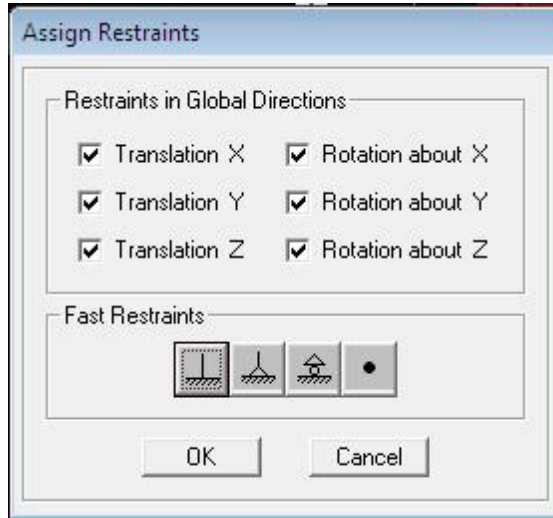 Assign Restraints
Restraints in Global Directions
Translation X Rotation about X
Translation Y Rotation about Y
Translation Z Rotation about Z
Fast Restraints
OK Cancel